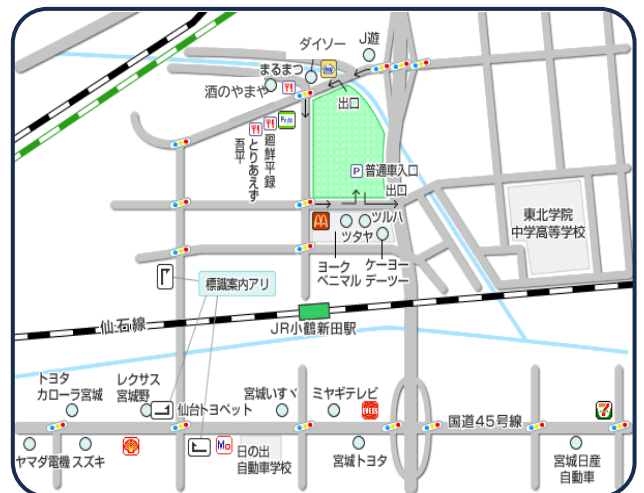 ダイソー
J遊
まるまつ
酒のやまや
出口
吾平
とりあえず
廻鮮平禄
P 普通車入口
出口
ツルハ
ツタヤ
ヨーク
ベニマル
ケーヨー
デーツー
東北学院
中学高等学校
標識案内アリ
仙石線
JR小鶴新田駅
トヨタ
カローラ宮城
レクサス
宮城野
仙台トヨペット
宮城いすゞ
ミヤギテレビ
ENEOS
国道45号線
7
ヤマダ電機
スズキ
Mo
日の出
自動車学校
宮城トヨタ
宮城日産
自動車